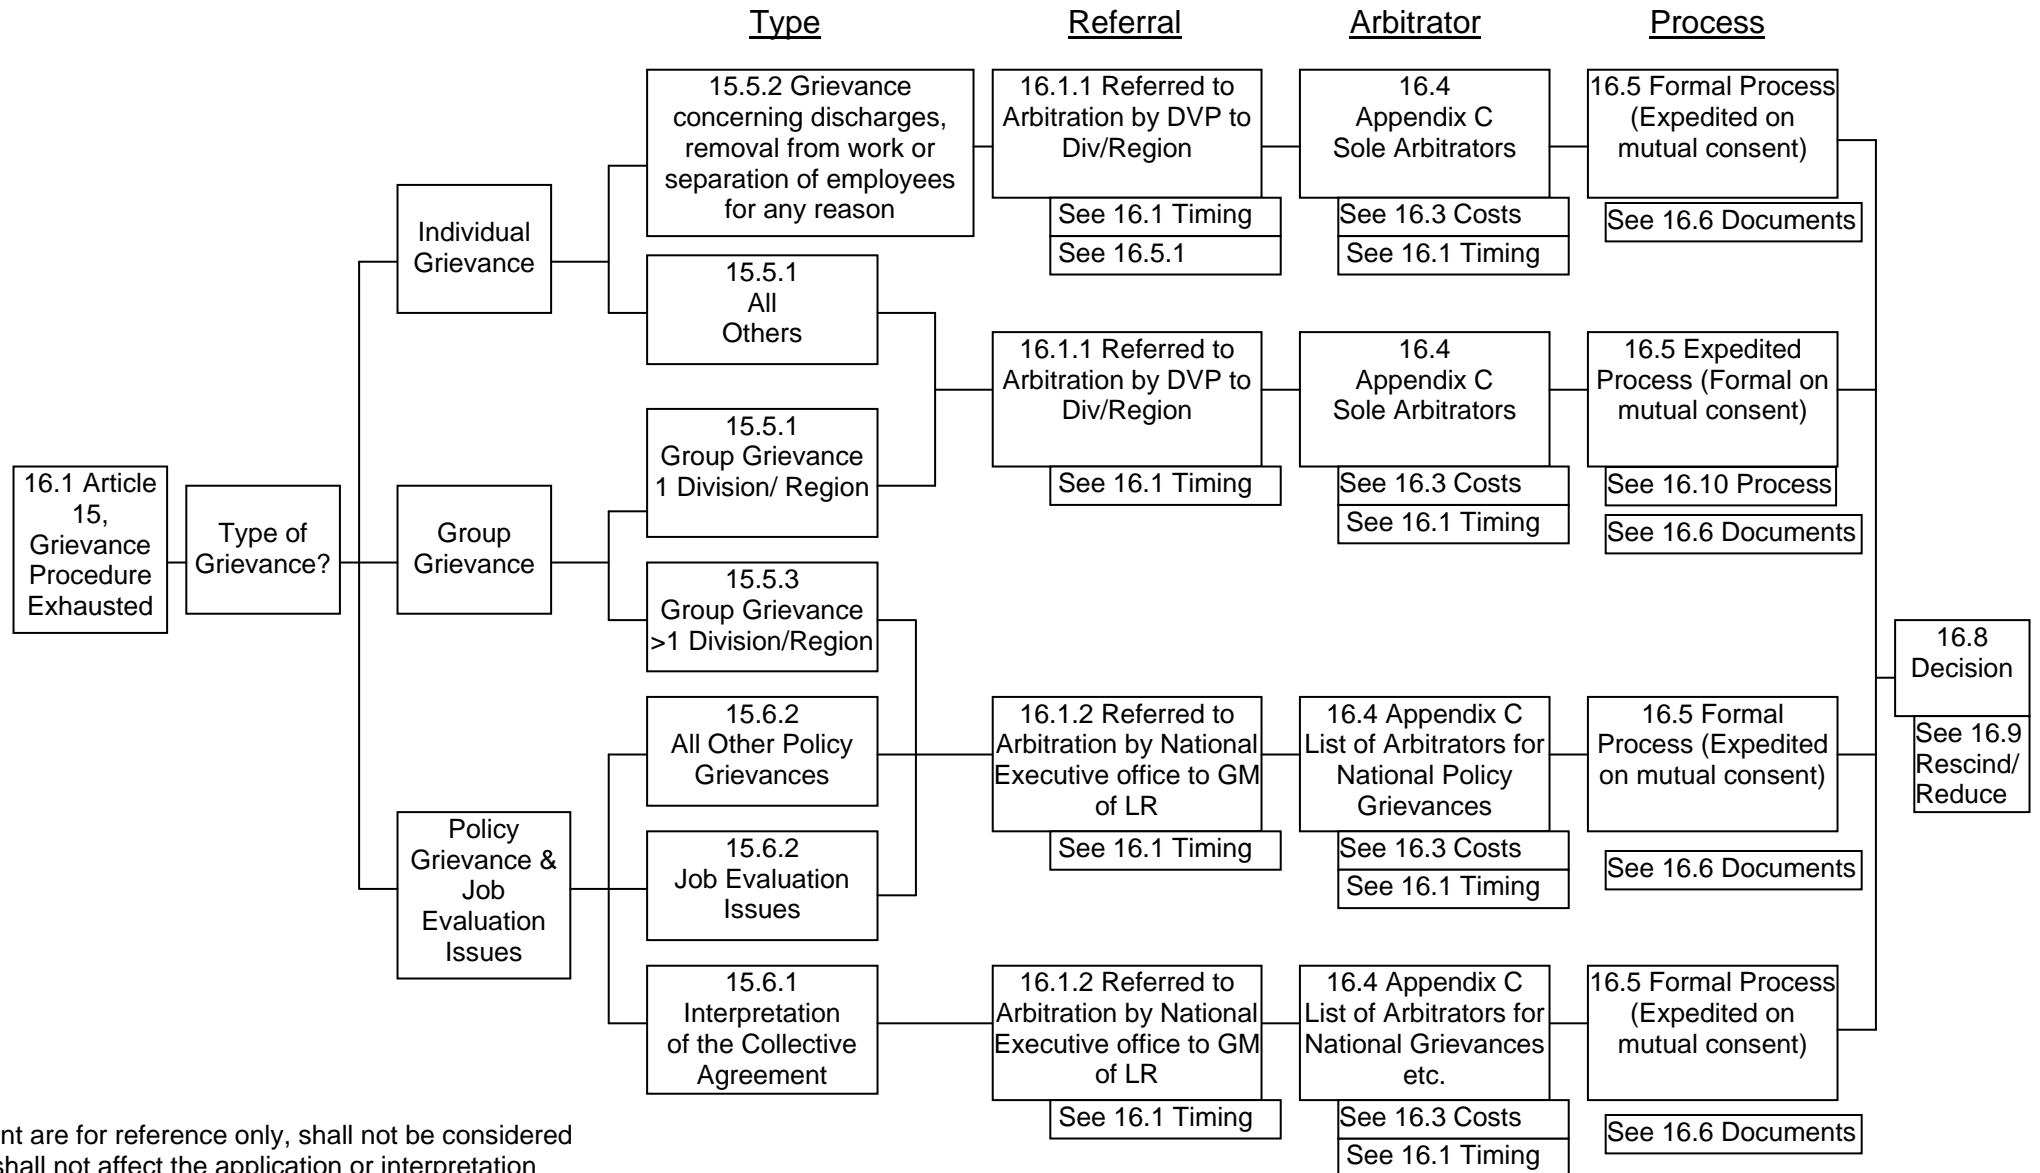 Type
Referral
Arbitrator
Process
16.1 Article
15,
Grievance
Procedure
Exhausted
Type of
Grievance?
Individual
Grievance
Group
Grievance
Policy
Grievance &
Job
Evaluation
Issues
15.5.2 Grievance
concerning discharges,
removal from work or
separation of employees
for any reason
15.5.1
All
Others
15.5.1
Group Grievance
1 Division/ Region
15.5.3
Group Grievance
>1 Division/Region
15.6.2
All Other Policy
Grievances
15.6.2
Job Evaluation
Issues
15.6.1
Interpretation
of the Collective
Agreement
16.1.1 Referred to
Arbitration by DVP to
Div/Region
See 16.1 Timing
See 16.5.1
16.4
Appendix C
Sole Arbitrators
See 16.3 Costs
See 16.1 Timing
16.5 Formal Process
(Expedited on
mutual consent)
See 16.6 Documents
16.1.1 Referred to
Arbitration by DVP to
Div/Region
See 16.1 Timing
16.4
Appendix C
Sole Arbitrators
See 16.3 Costs
See 16.1 Timing
16.5 Expedited
Process (Formal on
mutual consent)
See 16.10 Process
See 16.6 Documents
16.1.2 Referred to
Arbitration by National
Executive office to GM
of LR
See 16.1 Timing
16.4 Appendix C
List of Arbitrators for
National Policy
Grievances
See 16.3 Costs
See 16.1 Timing
16.5 Formal
Process (Expedited
on mutual consent)
See 16.6 Documents
16.1.2 Referred to
Arbitration by National
Executive office to GM
of LR
See 16.1 Timing
16.4 Appendix C
List of Arbitrators for
National Grievances
etc.
See 16.3 Costs
See 16.1 Timing
16.5 Formal Process
(Expedited on
mutual consent)
See 16.6 Documents
16.8
Decision
See 16.9
Rescind/
Reduce
nt are for reference only, shall not be considered
shall not affect the application or interpretation